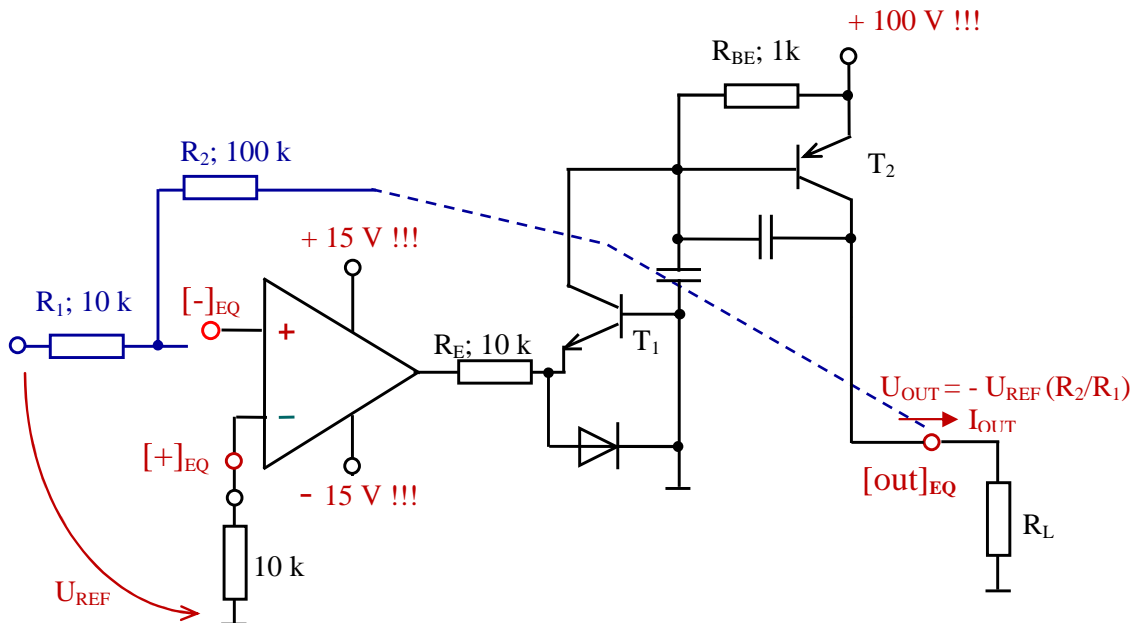 + 100 V !!!
R_BE; 1k
R_2; 100 k
T_2
+ 15 V !!!
[-]_EQ
R_1; 10 k
+
R_E; 10 k
T_1
−
U_OUT = - U_REF (R_2/R_1)
I_OUT
[+]_EQ
- 15 V !!!
[out]_EQ
R_L
10 k
U_REF